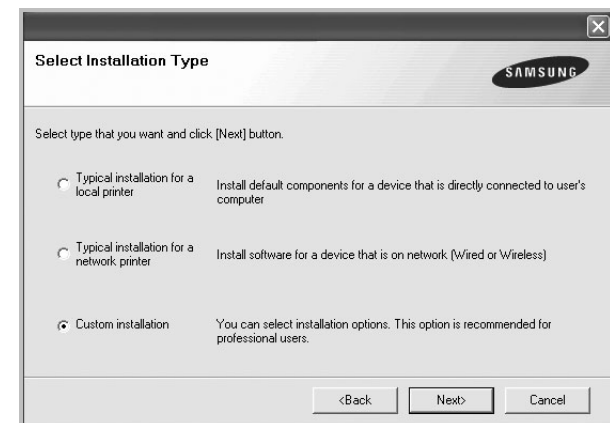 Select Installation Type
SAMSUNG
Select type that you want and click [Next] button.
Typical installation for a
local printer
Install default components for a device that is directly connected to user's
computer
Typical installation for a
network printer
Install software for a device that is on network (Wired or Wireless)
Custom installation
You can select installation options. This option is recommended for
professional users.
<Back
Next>
Cancel